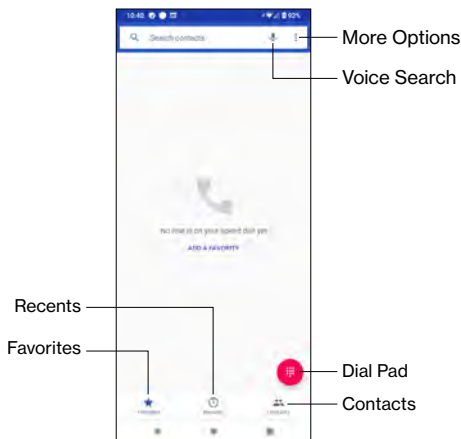 10:40 92%
Search contacts
More Options
Voice Search
No one is on your speed dial yet
ADD A FAVORITE
Recents
Favorites
Dial Pad
Contacts